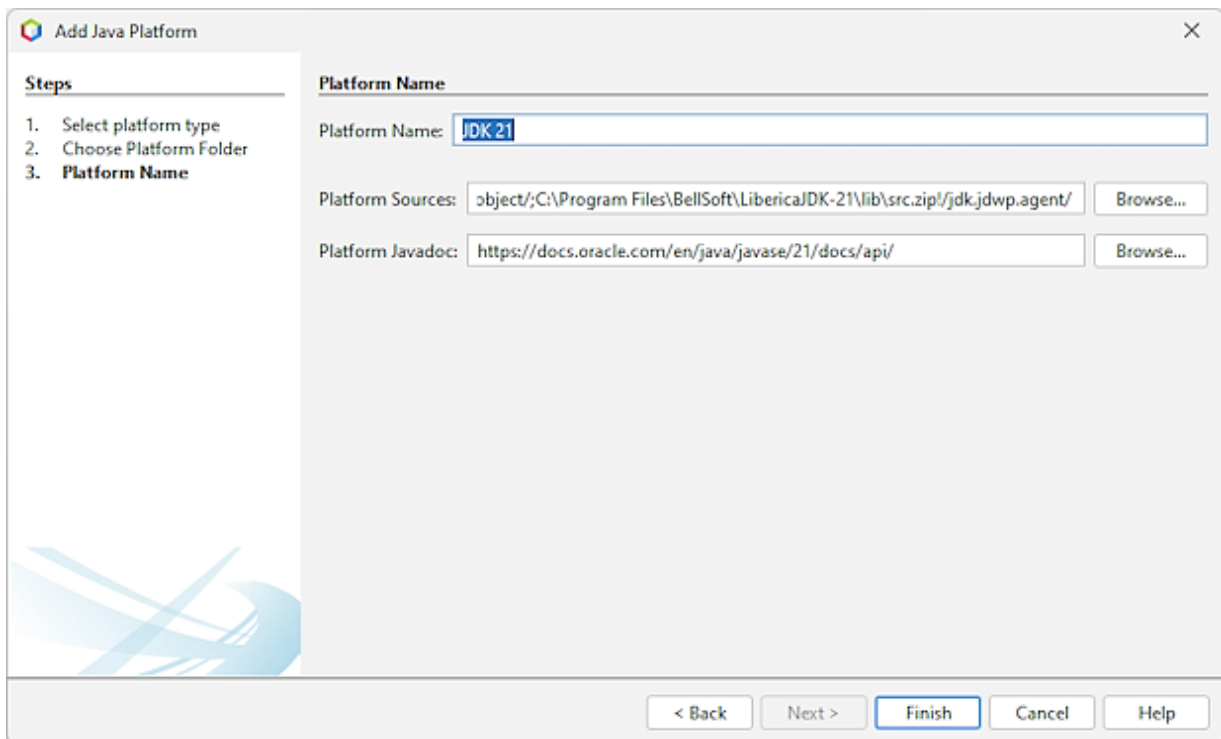 Add Java Platform
Steps
1. Select platform type
2. Choose Platform Folder
3. Platform Name
Platform Name
Platform Name: JDK 21
Platform Sources: object/;C:\Program Files\BellSoft\LibericaJDK-21\lib\src.zip!/jdk.jdwp.agent/ Browse...
Platform Javadoc: https://docs.oracle.com/en/java/javase/21/docs/api/ Browse...
< Back Next > Finish Cancel Help